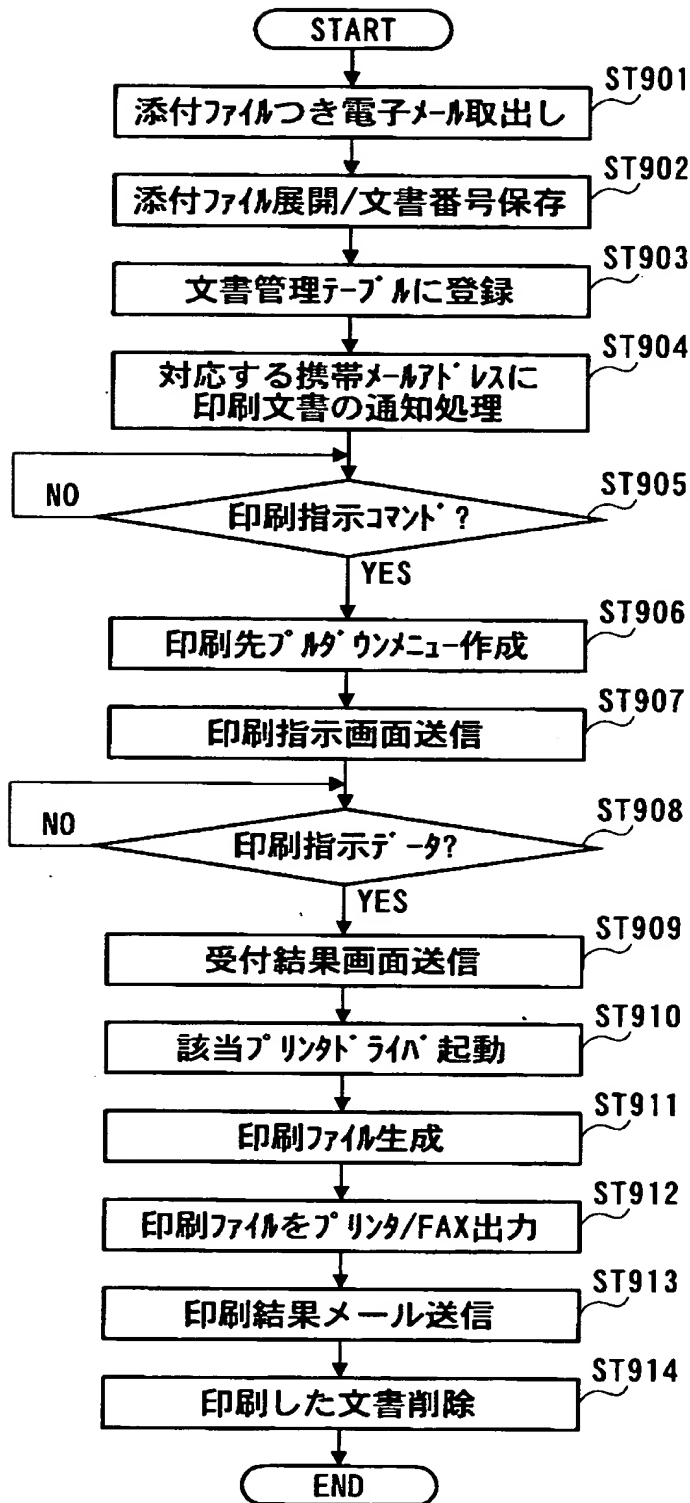 START
ST901
添付ファイルつき電子メール取出し
ST902
添付ファイル展開/文書番号保存
ST903
文書管理テーブルに登録
ST904
対応する携帯メールアドレスに
印刷文書の通知処理
ST905
NO
印刷指示コマンド?
YES
ST906
印刷先プルダウンメニュー作成
ST907
印刷指示画面送信
ST908
NO
印刷指示データ?
YES
ST909
受付結果画面送信
ST910
該当プリンタドライバ起動
ST911
印刷ファイル生成
ST912
印刷ファイルをプリンタ/FAX出力
ST913
印刷結果メール送信
ST914
印刷した文書削除
END